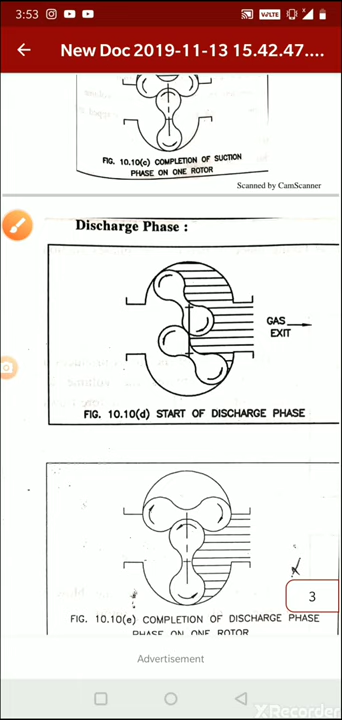 3:53
VoLTE
New Doc 2019-11-13 15.42.47....
FIG. 10.10(c) COMPLETION OF SUCTION
PHASE ON ONE ROTOR
Scanned by CamScanner
Discharge Phase :
GAS
EXIT
FIG. 10.10(d) START OF DISCHARGE PHASE
3
FIG. 10.10(e) COMPLETION OF DISCHARGE PHASE
PHASE ON ONE ROTOR
Advertisement
XRecorder